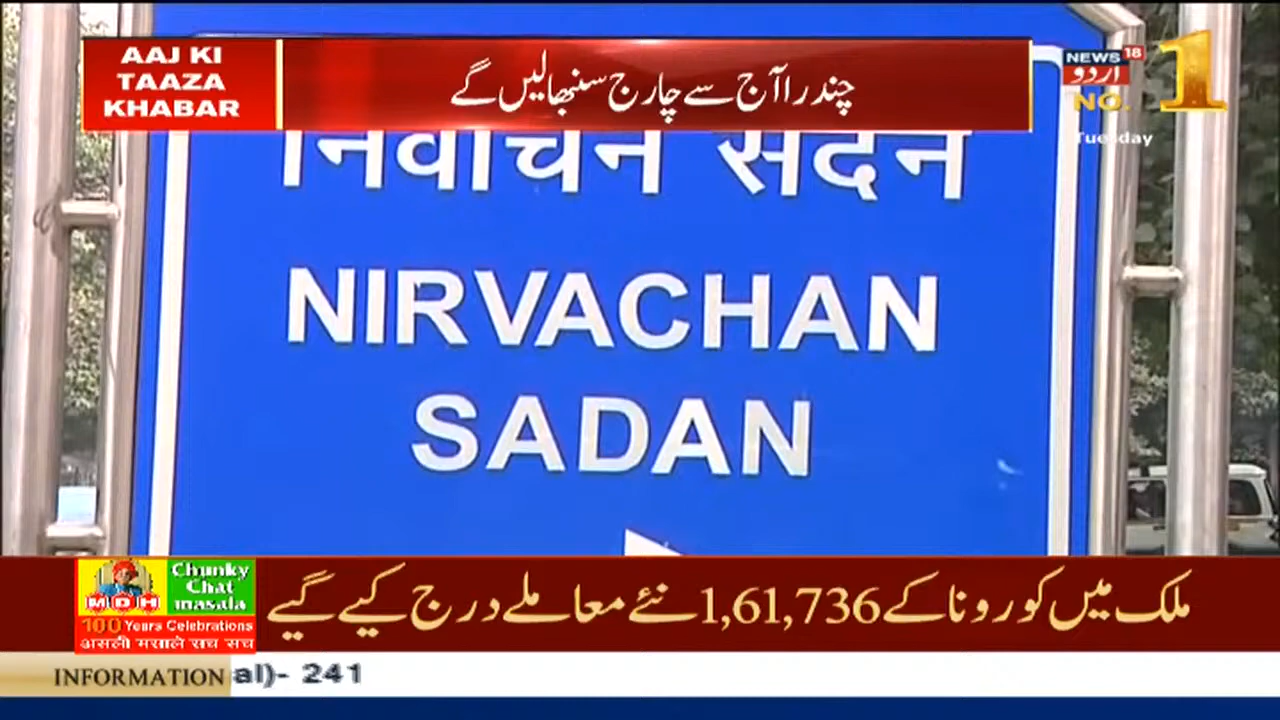 AAJ KI
TAAZA
KHABAR
چندرا آج سے چارج سنبھالیں گے
NEWS 18
اردو
NO. 1
Tuesday
निर्वाचन सदन
NIRVACHAN
SADAN
MDH
Chunky
Chat
masala
100 Years Celebrations
असली मसाले सच सच
ملک میں کورونا کے 1,61,736 نئے معاملے درج کیے گیے
INFORMATION
al)- 241